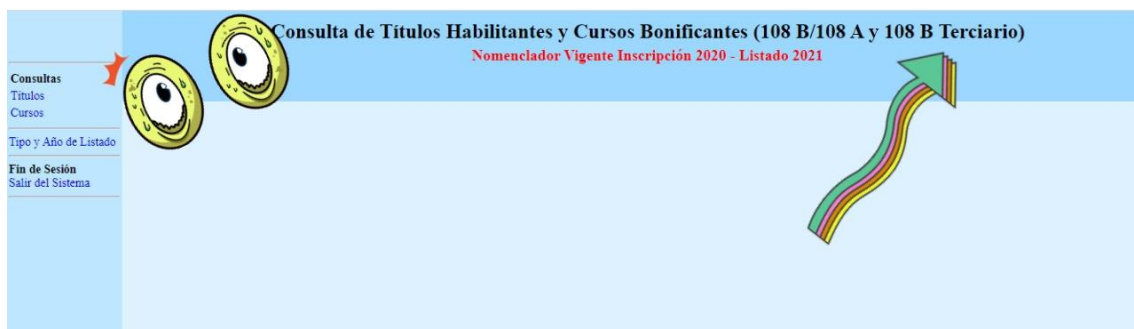 Consulta de Títulos Habilitantes y Cursos Bonificantes (108 B/108 A y 108 B Terciario)
Nomenclador Vigente Inscripción 2020 - Listado 2021
Consultas
Titulos
Cursos
Tipo y Año de Listado
Fin de Sesión
Salir del Sistema